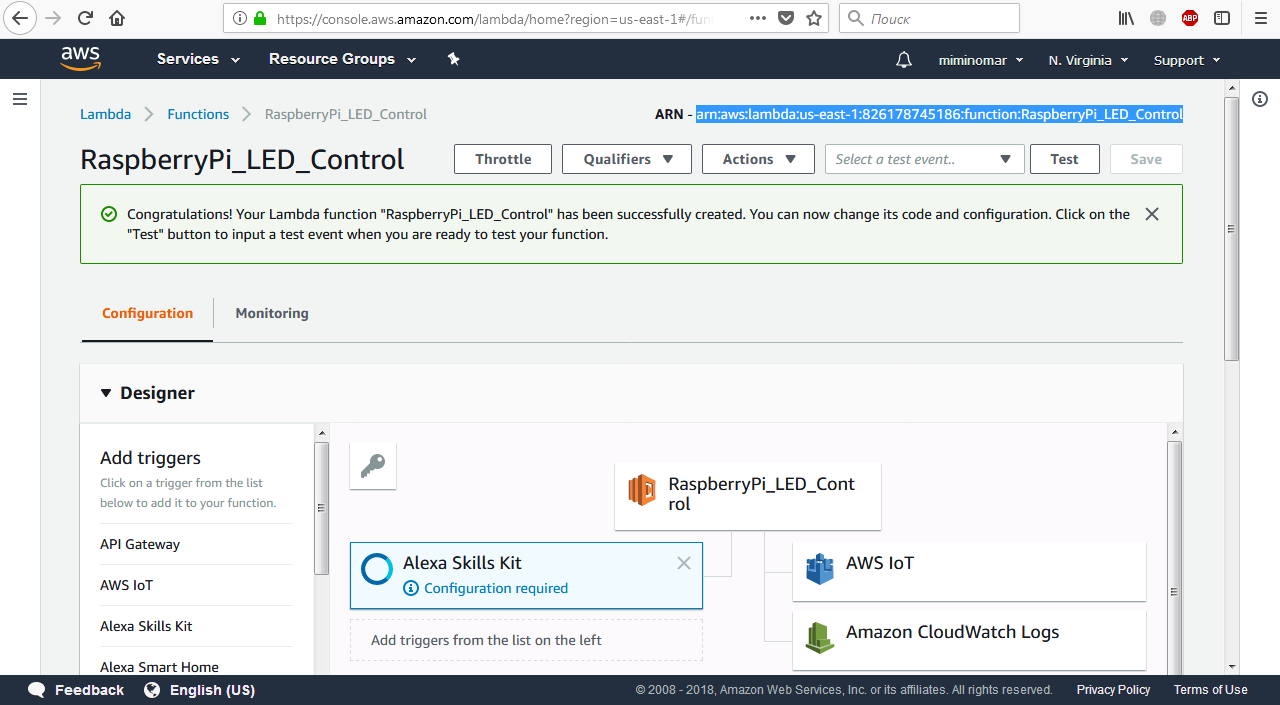 https://console.aws.amazon.com/lambda/home?region=us-east-1#/fun
Поиск
ABP
aws
Services
Resource Groups
miminomar
N. Virginia
Support
Lambda
Functions
RaspberryPi_LED_Control
ARN - arn:aws:lambda:us-east-1:826178745186:function:RaspberryPi_LED_Control
RaspberryPi_LED_Control
Throttle
Qualifiers
Actions
Select a test event..
Test
Save
Congratulations! Your Lambda function "RaspberryPi_LED_Control" has been successfully created. You can now change its code and configuration. Click on the
"Test" button to input a test event when you are ready to test your function.
Configuration
Monitoring
Designer
Add triggers
Click on a trigger from the list
below to add it to your function.
API Gateway
AWS IoT
Alexa Skills Kit
Alexa Smart Home
RaspberryPi_LED_Cont
rol
Alexa Skills Kit
Configuration required
Add triggers from the list on the left
AWS IoT
Amazon CloudWatch Logs
Feedback
English (US)
© 2008 - 2018, Amazon Web Services, Inc. or its affiliates. All rights reserved.
Privacy Policy
Terms of Use